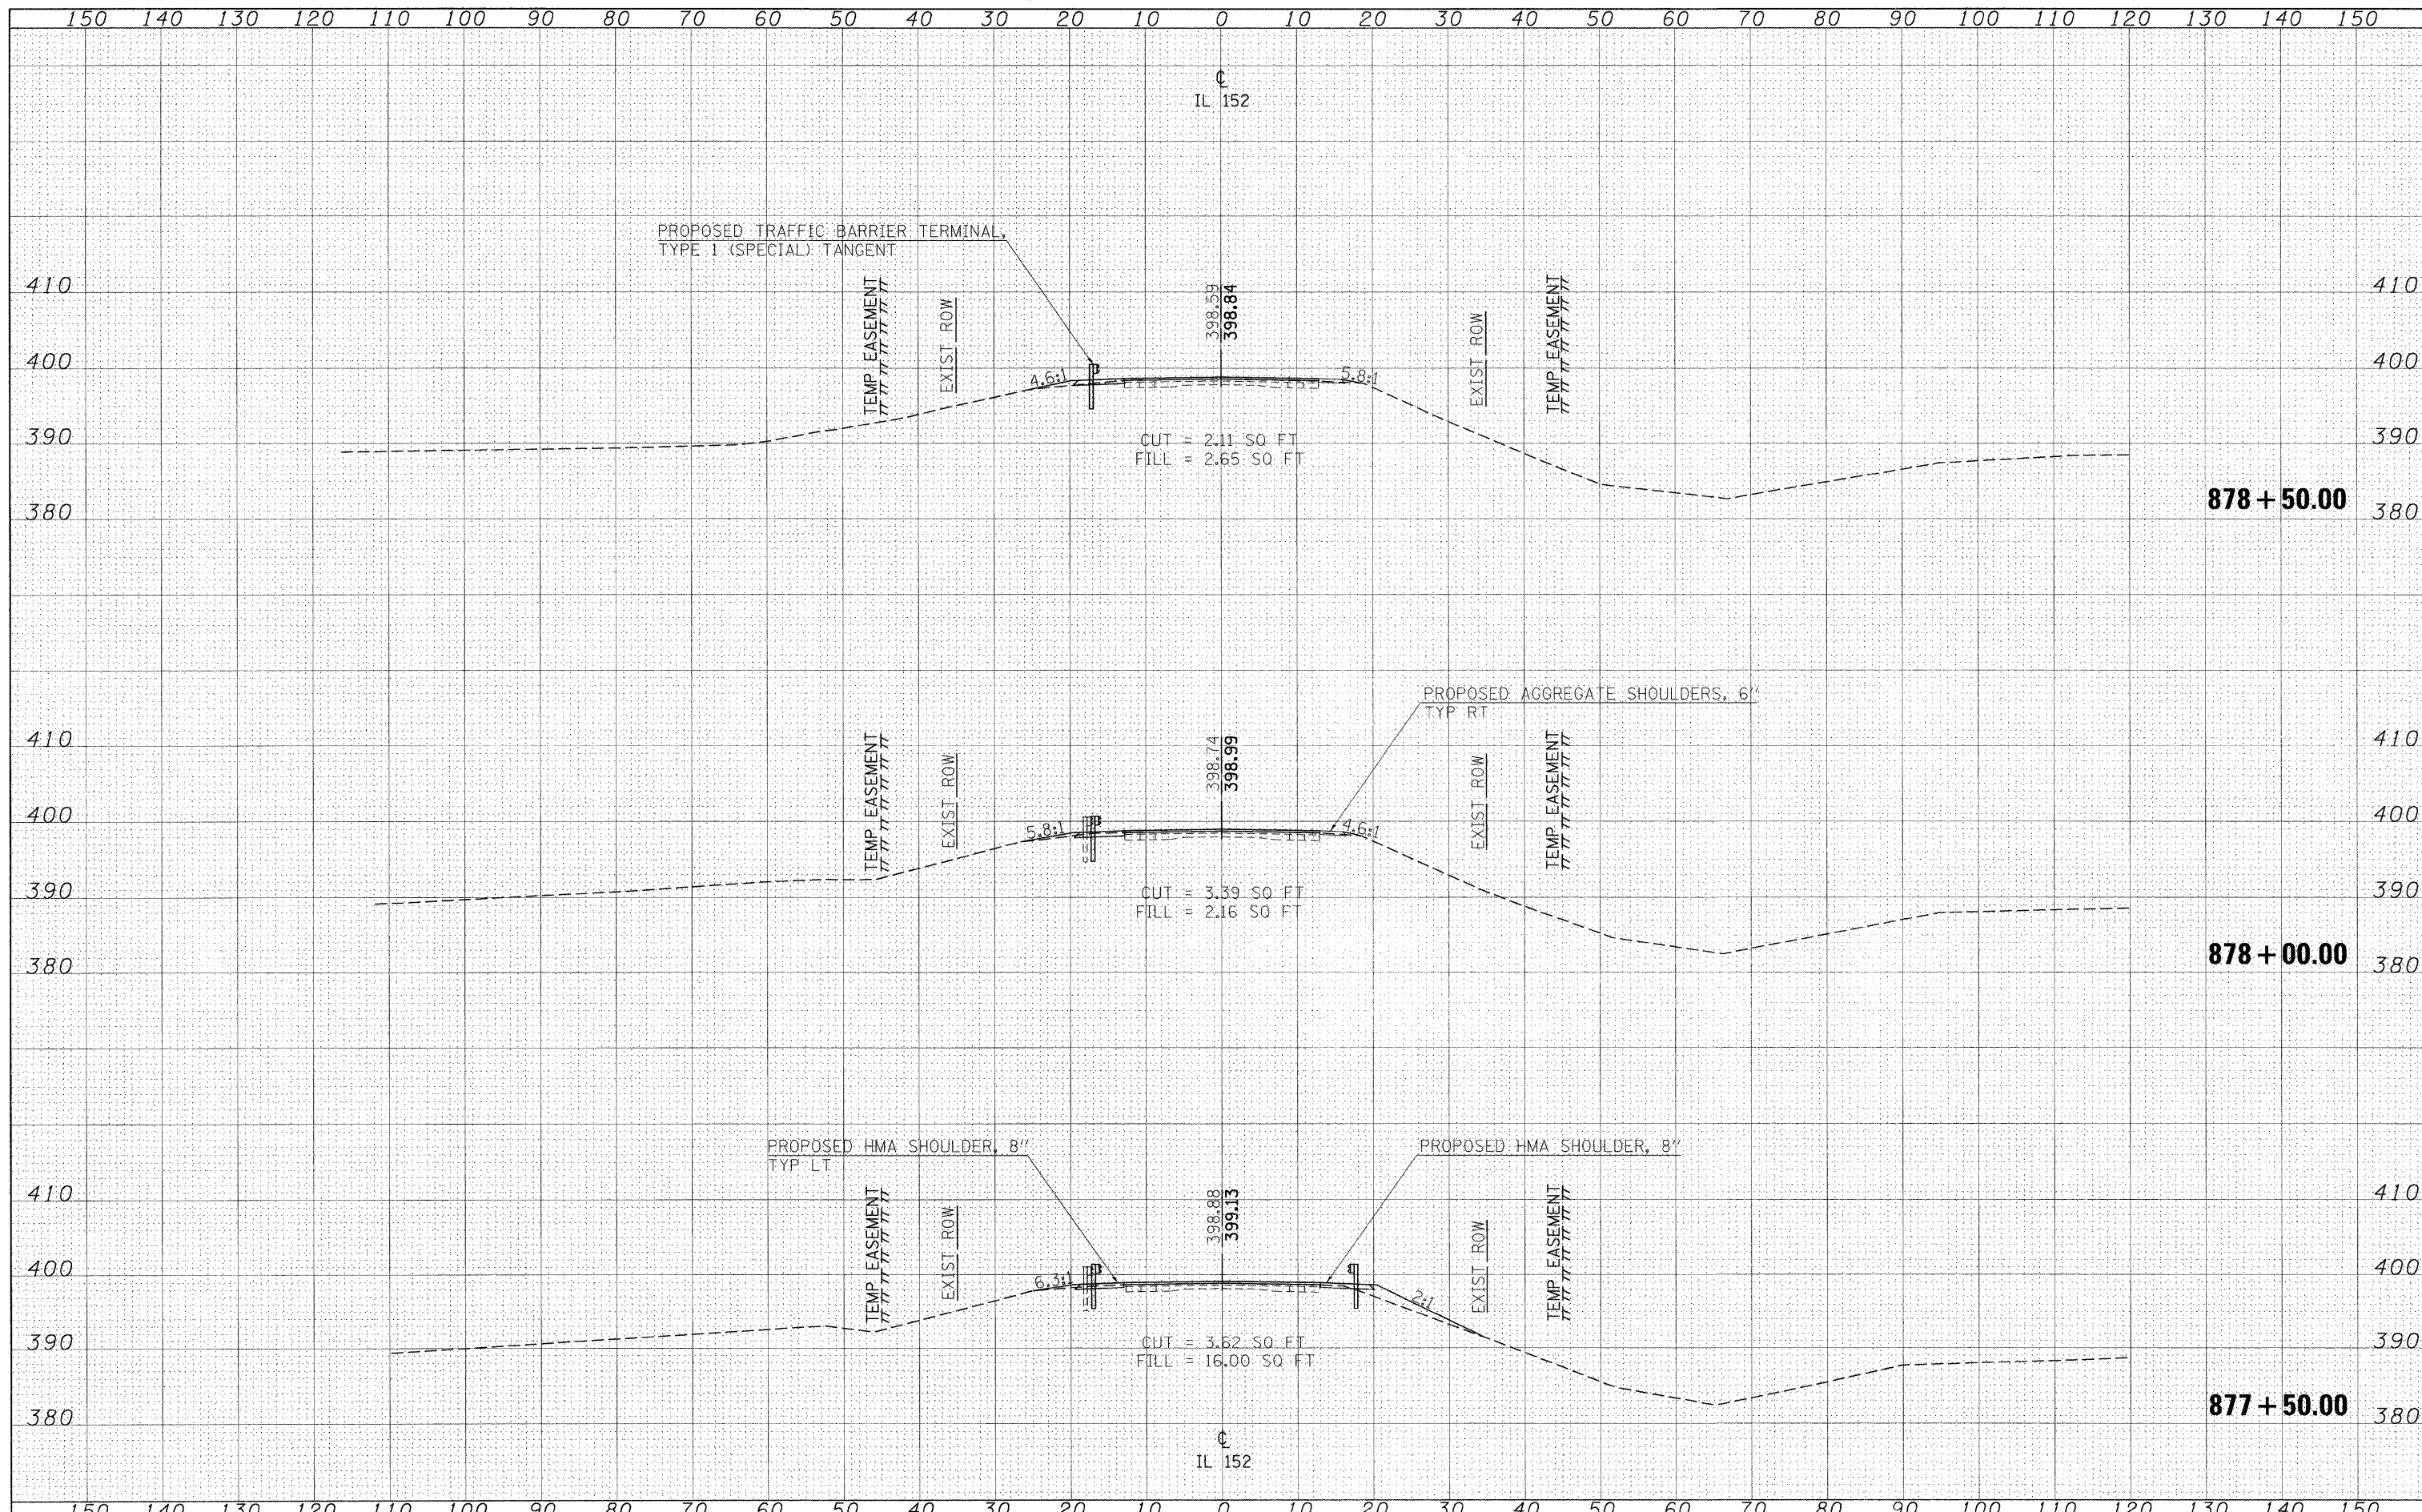 150 140 130 120 110 100 90 80 70 60 50 40 30 20 10 0 10 20 30 40 50 60 70 80 90 100 110 120 130 140 150
℄
IL 152
PROPOSED TRAFFIC BARRIER TERMINAL,
TYPE 1 (SPECIAL) TANGENT
410 410
TEMP EASEMENT
EXIST ROW
398.59
398.84
EXIST ROW
TEMP EASEMENT
400 400
4.6:1
5.8:1
390 390
CUT = 2.11 SQ FT
FILL = 2.65 SQ FT
878+50.00
380 380
PROPOSED AGGREGATE SHOULDERS, 6"
TYP RT
410 410
TEMP EASEMENT
EXIST ROW
398.74
398.99
EXIST ROW
TEMP EASEMENT
400 400
5.8:1
4.6:1
390 390
CUT = 3.39 SQ FT
FILL = 2.16 SQ FT
878+00.00
380 380
PROPOSED HMA SHOULDER, 8"
TYP LT
PROPOSED HMA SHOULDER, 8"
410 410
TEMP EASEMENT
EXIST ROW
398.88
399.13
EXIST ROW
TEMP EASEMENT
400 400
6.3:1
2:1
390 390
CUT = 3.62 SQ FT
FILL = 16.00 SQ FT
877+50.00
380 380
℄
IL 152
150 140 130 120 110 100 90 80 70 60 50 40 30 20 10 0 10 20 30 40 50 60 70 80 90 100 110 120 130 140 150